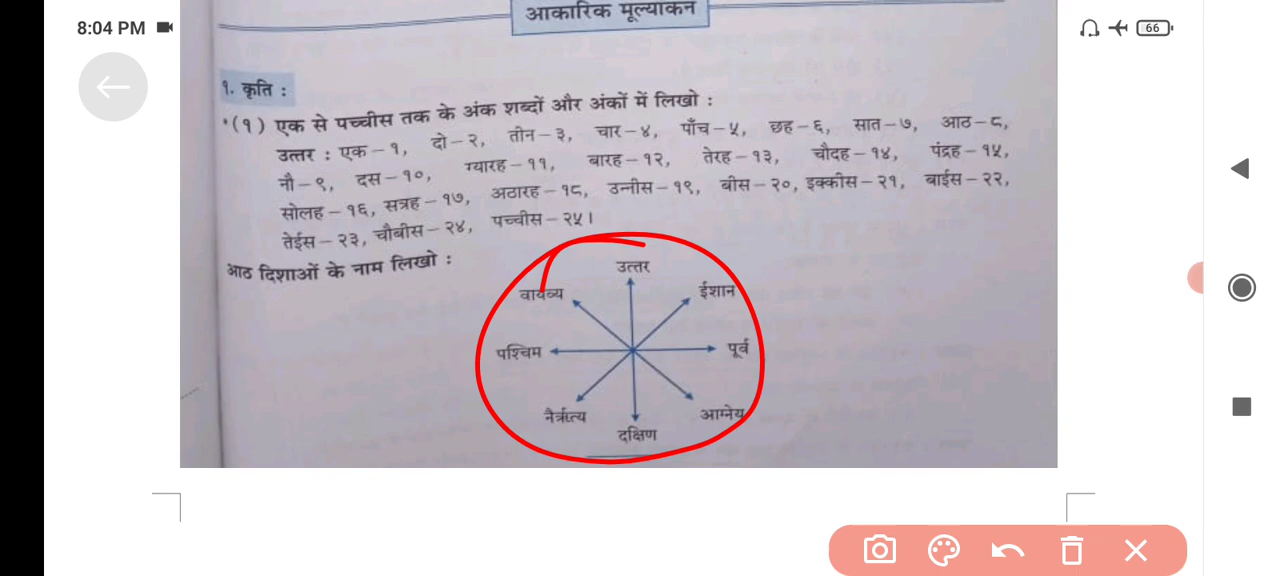 8:04 PM
66
आकारिक मूल्यांकन
१. कृति :
*(१) एक से पच्चीस तक के अंक शब्दों और अंकों में लिखो :
उत्तर : एक – १, दो – २, तीन – ३, चार – ४, पाँच – ५, छह – ६, सात – ७, आठ – ८,
नौ – ९, दस – १०, ग्यारह – ११, बारह – १२, तेरह – १३, चौदह – १४, पंद्रह – १५,
सोलह – १६, सत्रह – १७, अठारह – १८, उन्नीस – १९, बीस – २०, इक्कीस – २१, बाईस – २२,
तेईस – २३, चौबीस – २४, पच्चीस – २५।
आठ दिशाओं के नाम लिखो :
उत्तर
वायव्य
ईशान
पश्चिम
पूर्व
नैर्ऋत्य
आग्नेय
दक्षिण